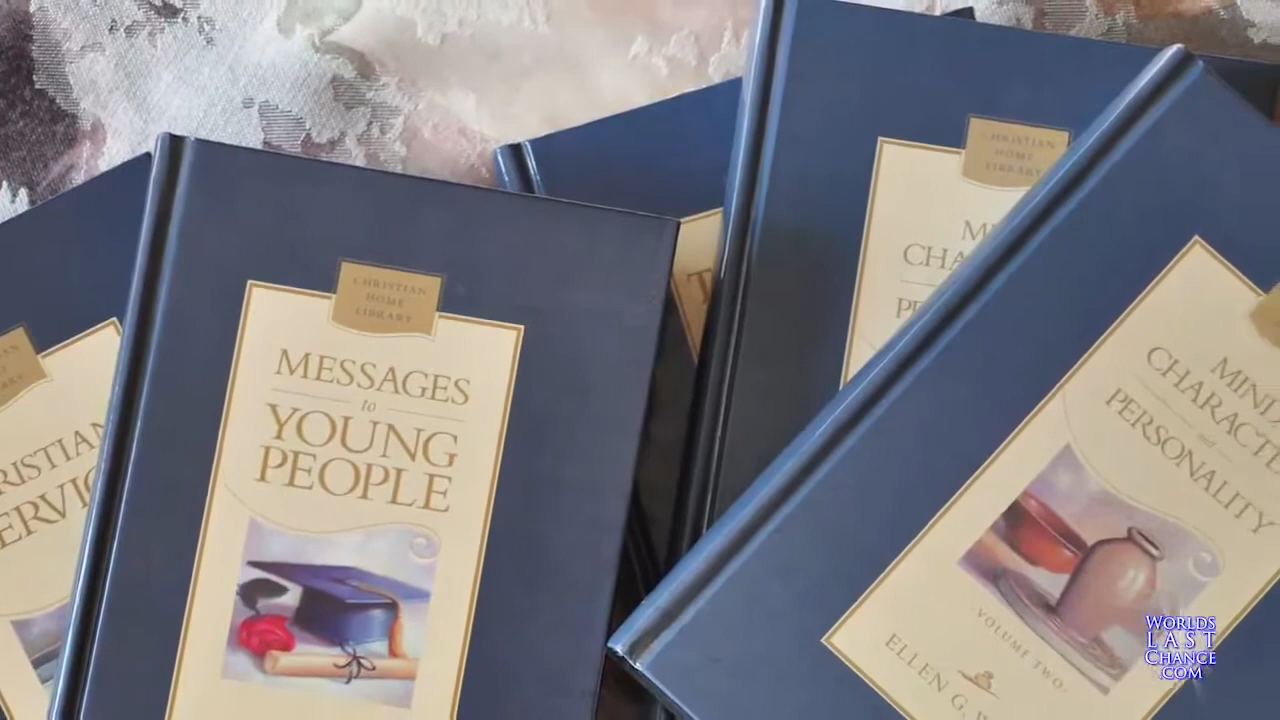 CHRISTIAN
HOME
LIBRARY
MESSAGES
to
YOUNG
PEOPLE
CHRISTIAN
HOME
LIBRARY
MIND
CHARACTER
and
PERSONALITY
VOLUME TWO
ELLEN G.
WORLDS
LAST
CHANCE
.COM